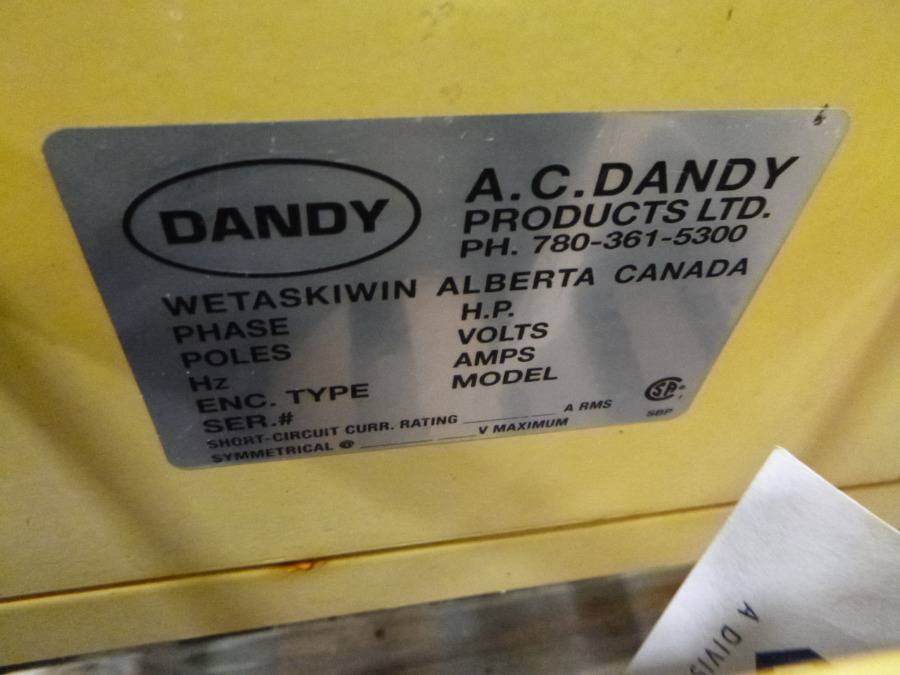 DANDY
A.C.DANDY
PRODUCTS LTD.
PH. 780-361-5300
WETASKIWIN ALBERTA CANADA
PHASE H.P.
POLES VOLTS
Hz AMPS
ENC. TYPE MODEL
SER.#
SHORT-CIRCUIT CURR. RATING A RMS
SYMMETRICAL @ V MAXIMUM
SBP
A DIVIS